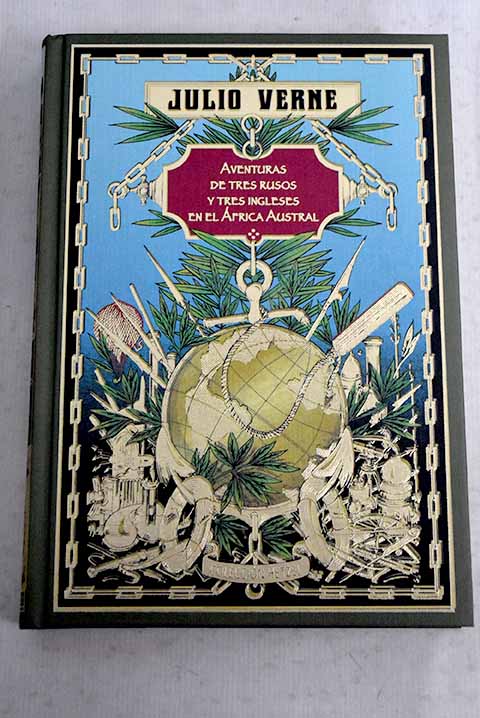 JULIO VERNE
AVENTURAS
DE TRES RUSOS
Y TRES INGLESES
EN EL ÁFRICA AUSTRAL